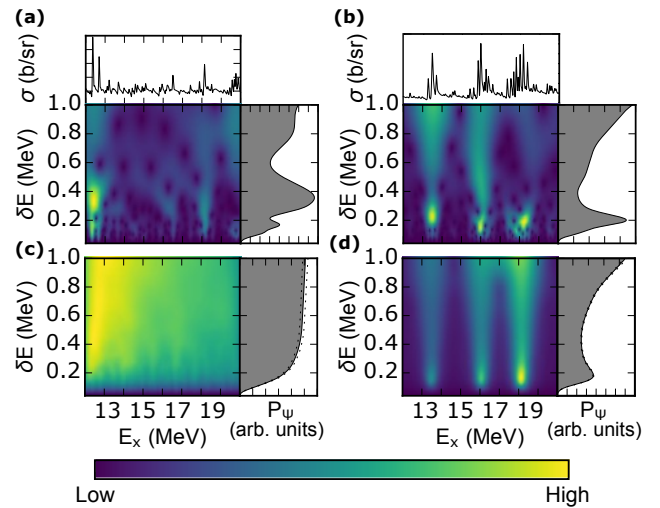 (a)
(b)
σ (b/sr)
σ (b/sr)
1.0
0.8
0.6
0.4
0.2
δE (MeV)
1.0
0.8
0.6
0.4
0.2
δE (MeV)
(c)
(d)
1.0
0.8
0.6
0.4
0.2
δE (MeV)
1.0
0.8
0.6
0.4
0.2
δE (MeV)
13 15 17 19
Eₓ (MeV)
P_Ψ
(arb. units)
13 15 17 19
Eₓ (MeV)
P_Ψ
(arb. units)
Low
High